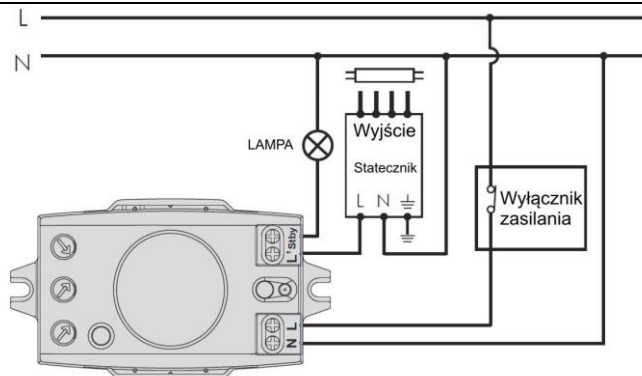 L
N
Wyjście
LAMPA
Statecznik
L N
Wyłącznik
zasilania
L' Stby
N L